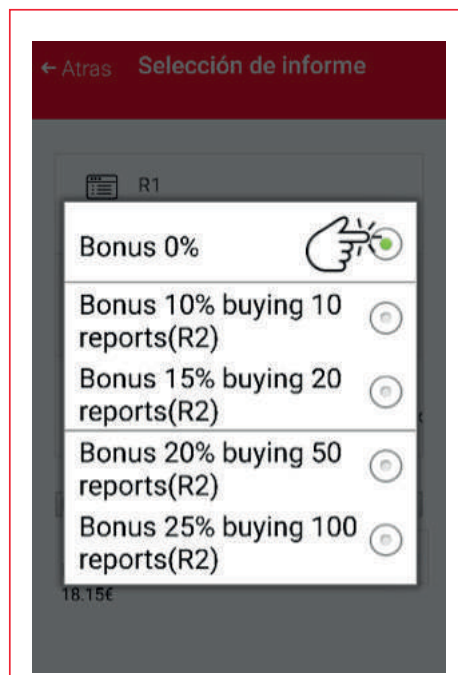 ← Atras Selección de informe
R1
Bonus 0%
Bonus 10% buying 10
reports(R2)
Bonus 15% buying 20
reports(R2)
Bonus 20% buying 50
reports(R2)
Bonus 25% buying 100
reports(R2)
18.15€